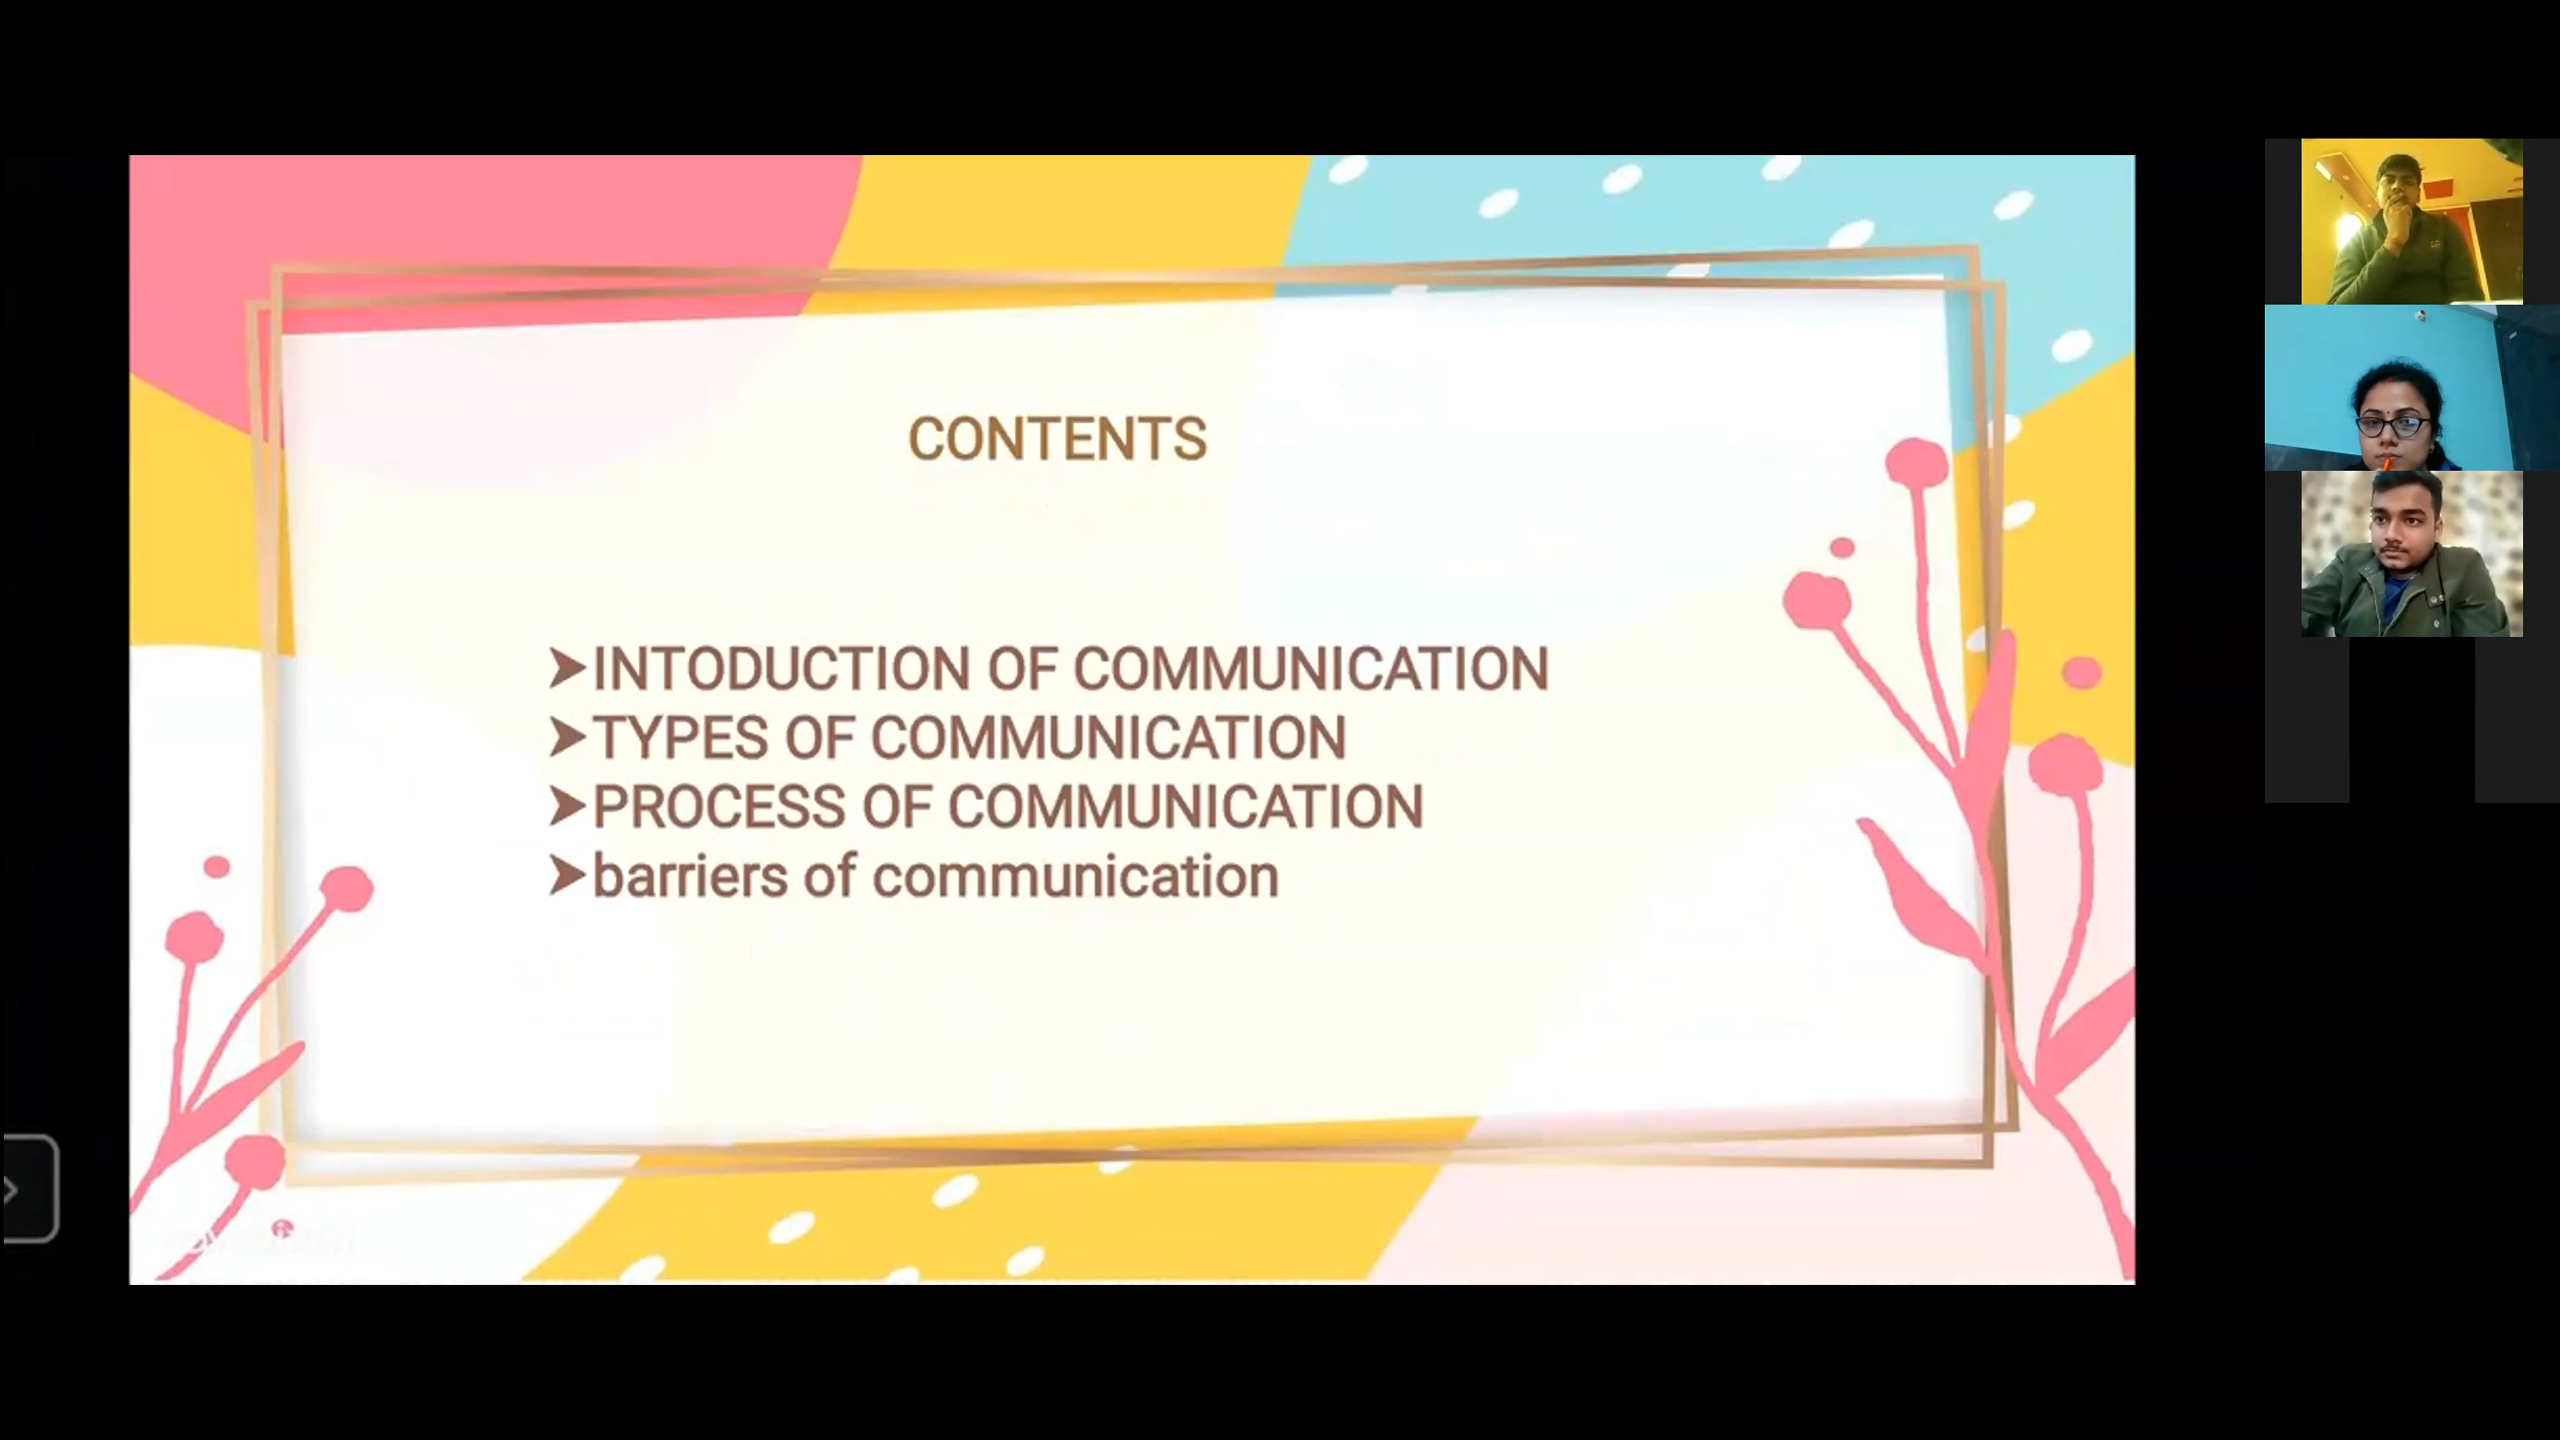 CONTENTS
➤INTODUCTION OF COMMUNICATION
➤TYPES OF COMMUNICATION
➤PROCESS OF COMMUNICATION
➤barriers of communication